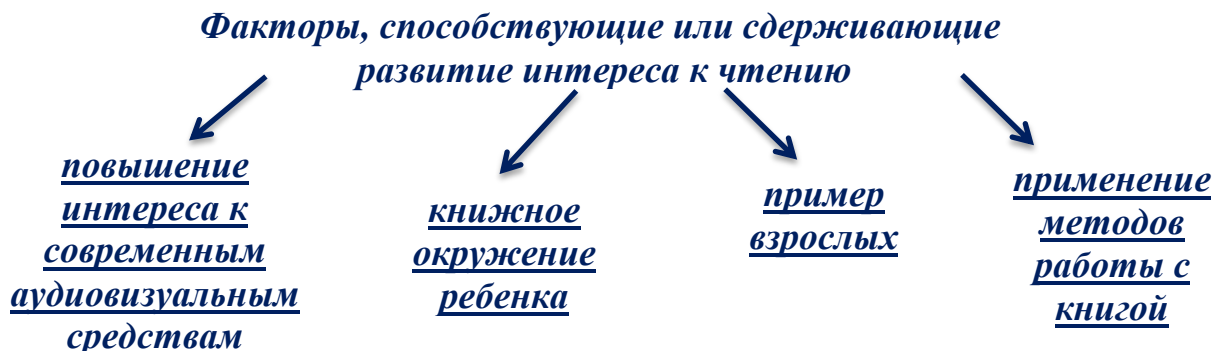 Факторы, способствующие или сдерживающие
развитие интереса к чтению
повышение
интереса к
современным
аудиовизуальным
средствам
книжное
окружение
ребенка
пример
взрослых
применение
методов
работы с
книгой